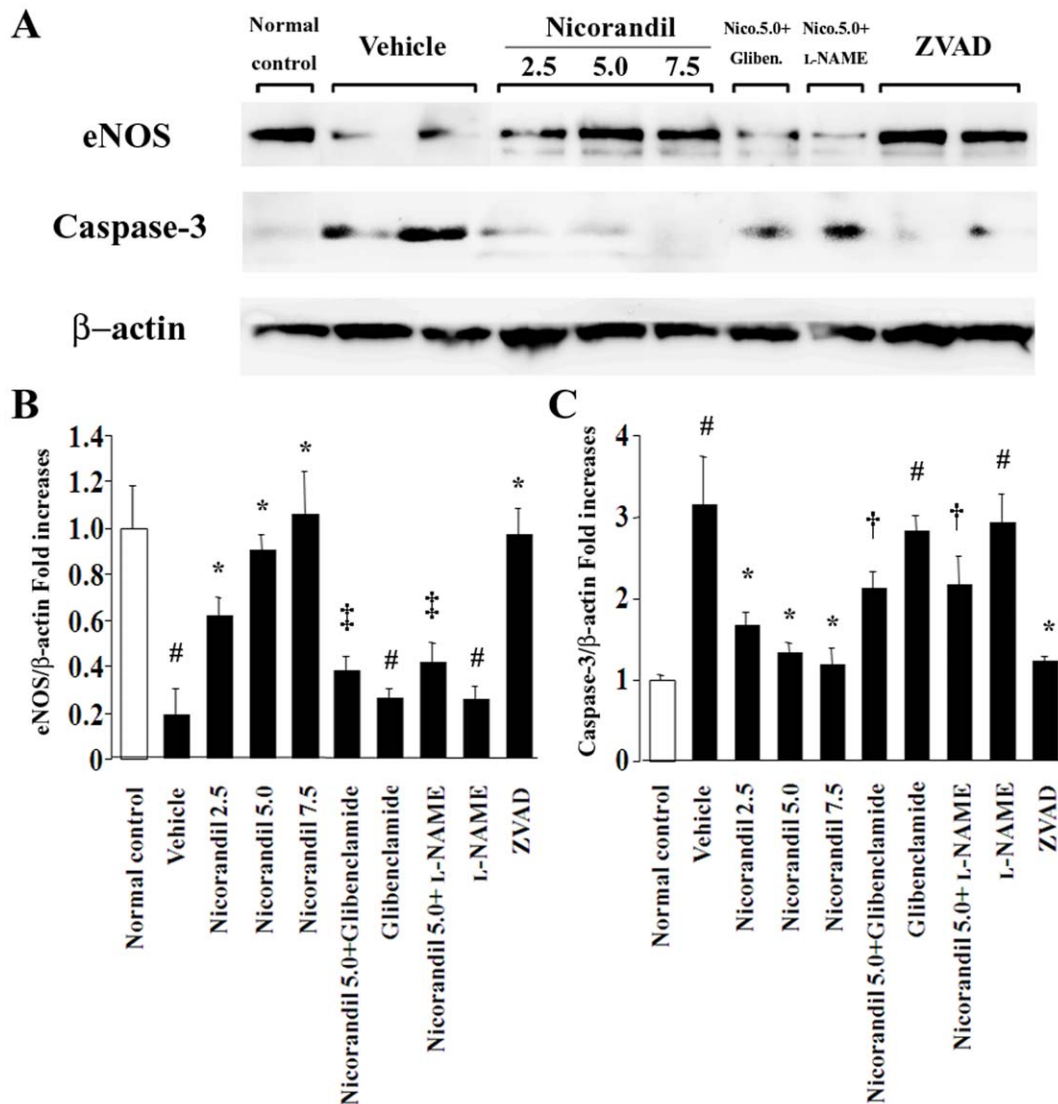 A
Normal
control
Vehicle
Nicorandil
2.5 5.0 7.5
Nico.5.0+
Gliben.
Nico.5.0+
L-NAME
ZVAD
eNOS
Caspase-3
β–actin
B
eNOS/β-actin Fold increases
1.4
1.2
1.0
0.8
0.6
0.4
0.2
0
#
*
*
*
‡
#
‡
#
*
Normal control
Vehicle
Nicorandil 2.5
Nicorandil 5.0
Nicorandil 7.5
Nicorandil 5.0+Glibenclamide
Glibenclamide
Nicorandil 5.0+ L-NAME
L-NAME
ZVAD
C
Caspase-3/β-actin Fold increases
4
3
2
1
0
#
*
*
*
†
#
†
#
*
Normal control
Vehicle
Nicorandil 2.5
Nicorandil 5.0
Nicorandil 7.5
Nicorandil 5.0+Glibenclamide
Glibenclamide
Nicorandil 5.0+ L-NAME
L-NAME
ZVAD